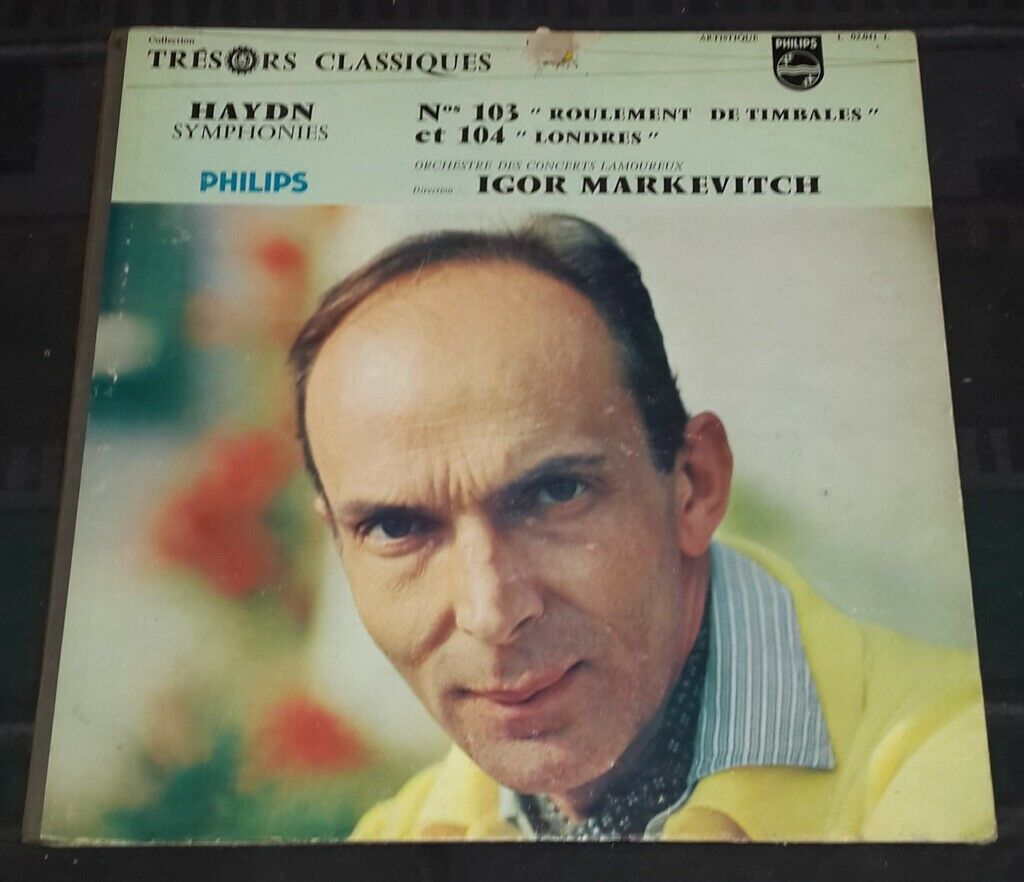 Collection
TRÉSORS CLASSIQUES
ARTISTIQUE
PHILIPS
HAYDN
SYMPHONIES
Nos 103 " ROULEMENT DE TIMBALES "
et 104 " LONDRES "
ORCHESTRE DES CONCERTS LAMOUREUX
PHILIPS
Direction : IGOR MARKEVITCH